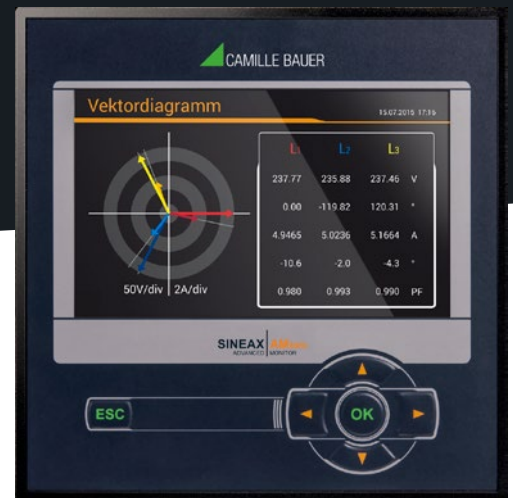 CAMILLE BAUER
Vektordiagramm
15.07.2015 17:16
L1 L2 L3
237.77 235.88 237.46 V
0.00 -119.82 120.31 °
4.9465 5.0236 5.1664 A
-10.6 -2.0 -4.3 °
0.980 0.993 0.990 PF
50V/div 2A/div
SINEAX
ADVANCED MONITOR
ESC
OK